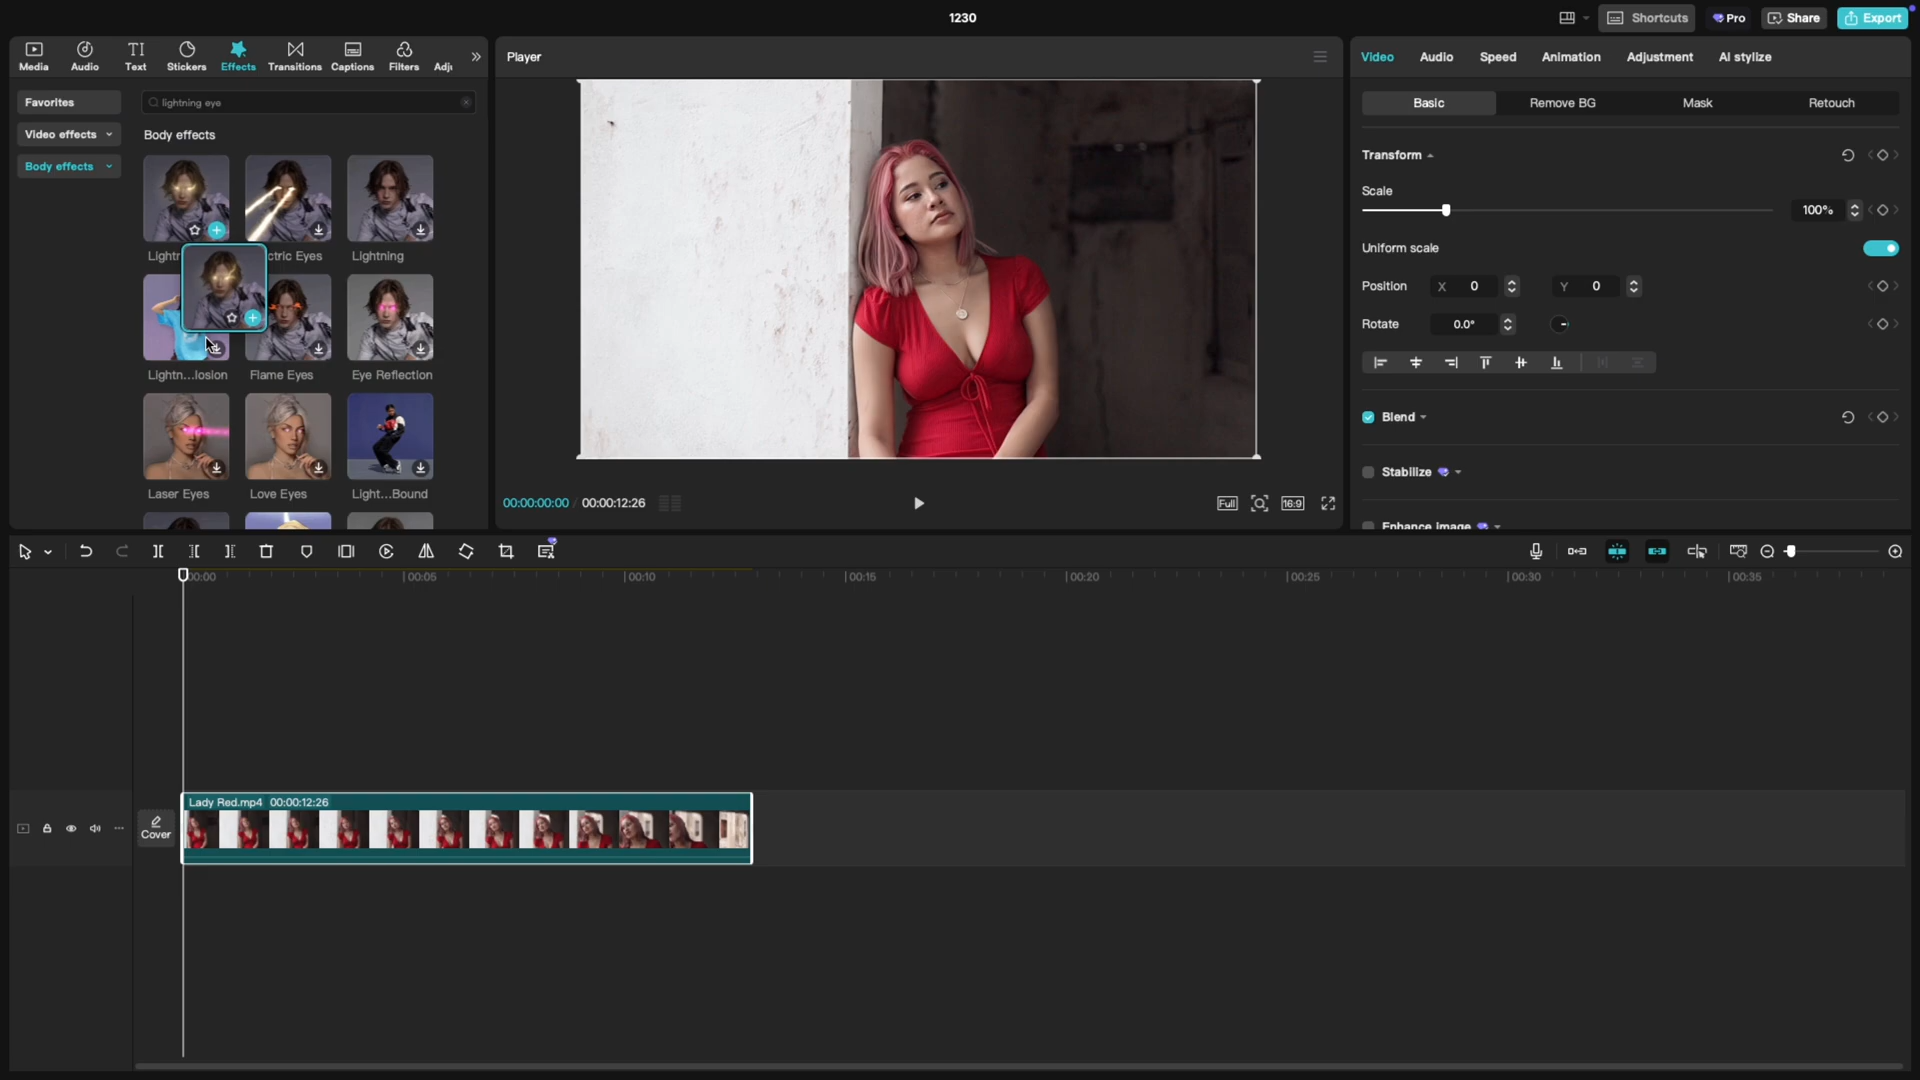 1230
Shortcuts
Pro
Share
Export
Media
Audio
Text
Stickers
Effects
Transitions
Captions
Filters
Player
Video
Audio
Speed
Animation
Adjustment
AI stylize
Favorites
lightning eye
Basic
Remove BG
Mask
Retouch
Video effects
Body effects
Body effects
Transform
Scale
100%
Uniform scale
Lightning
Position
X 0
Y 0
Rotate
0.0°
Lightn...losion
Flame Eyes
Eye Reflection
Blend
Stabilize
Laser Eyes
Love Eyes
Light...Bound
00:00:00:00 / 00:00:12:26
Full
16:9
Enhance image
00:00
00:05
00:10
00:15
00:20
00:25
00:30
00:35
Lady Red.mp4 00:00:12:26
Cover